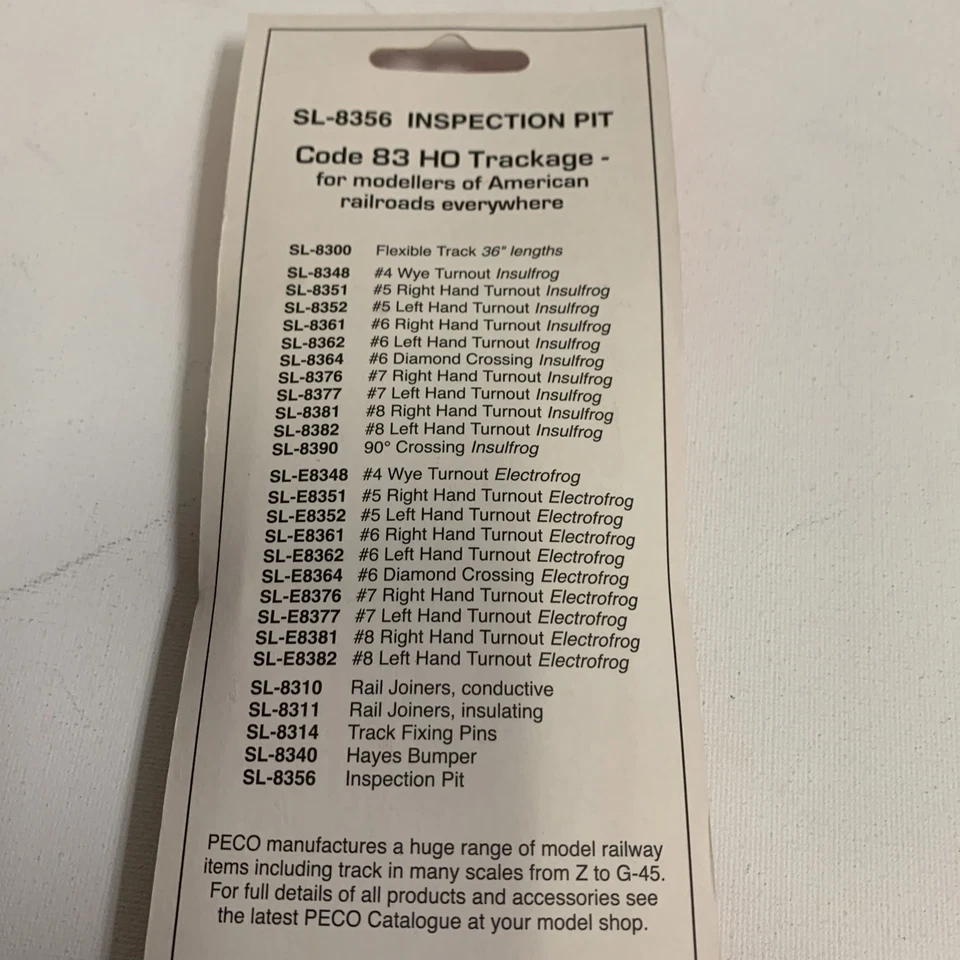 SL-8356 INSPECTION PIT
Code 83 HO Trackage -
for modellers of American
railroads everywhere
SL-8300 Flexible Track 36" lengths
SL-8348 #4 Wye Turnout Insulfrog
SL-8351 #5 Right Hand Turnout Insulfrog
SL-8352 #5 Left Hand Turnout Insulfrog
SL-8361 #6 Right Hand Turnout Insulfrog
SL-8362 #6 Left Hand Turnout Insulfrog
SL-8364 #6 Diamond Crossing Insulfrog
SL-8376 #7 Right Hand Turnout Insulfrog
SL-8377 #7 Left Hand Turnout Insulfrog
SL-8381 #8 Right Hand Turnout Insulfrog
SL-8382 #8 Left Hand Turnout Insulfrog
SL-8390 90° Crossing Insulfrog
SL-E8348 #4 Wye Turnout Electrofrog
SL-E8351 #5 Right Hand Turnout Electrofrog
SL-E8352 #5 Left Hand Turnout Electrofrog
SL-E8361 #6 Right Hand Turnout Electrofrog
SL-E8362 #6 Left Hand Turnout Electrofrog
SL-E8364 #6 Diamond Crossing Electrofrog
SL-E8376 #7 Right Hand Turnout Electrofrog
SL-E8377 #7 Left Hand Turnout Electrofrog
SL-E8381 #8 Right Hand Turnout Electrofrog
SL-E8382 #8 Left Hand Turnout Electrofrog
SL-8310 Rail Joiners, conductive
SL-8311 Rail Joiners, insulating
SL-8314 Track Fixing Pins
SL-8340 Hayes Bumper
SL-8356 Inspection Pit
PECO manufactures a huge range of model railway
items including track in many scales from Z to G-45.
For full details of all products and accessories see
the latest PECO Catalogue at your model shop.